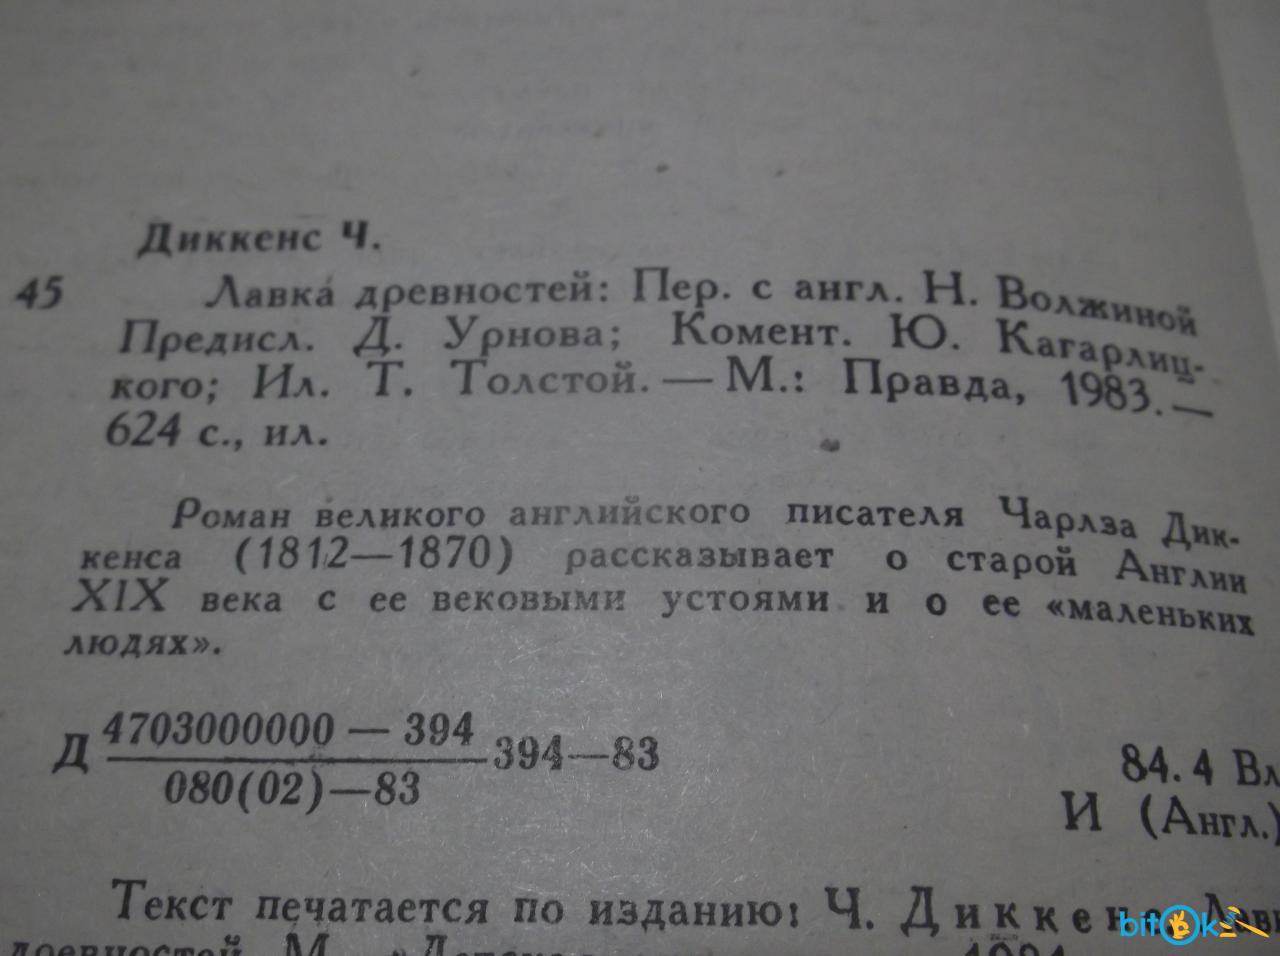 Диккенс Ч.
45 Лавка древностей: Пер. с англ. Н. Волжиной
Предисл. Д. Урнова; Комент. Ю. Кагарлиц-
кого; Ил. Т. Толстой. — М.: Правда, 1983. —
624 с., ил.
Роман великого английского писателя Чарлза Дик-
кенса (1812—1870) рассказывает о старой Англии
XIX века с ее вековыми устоями и о ее «маленьких
людях».
Д 4703000000 — 394
080(02)—83
394—83
84.4 Вл
И (Англ.)
Текст печатается по изданию: Ч. Диккенс
древностей. М.
bitok